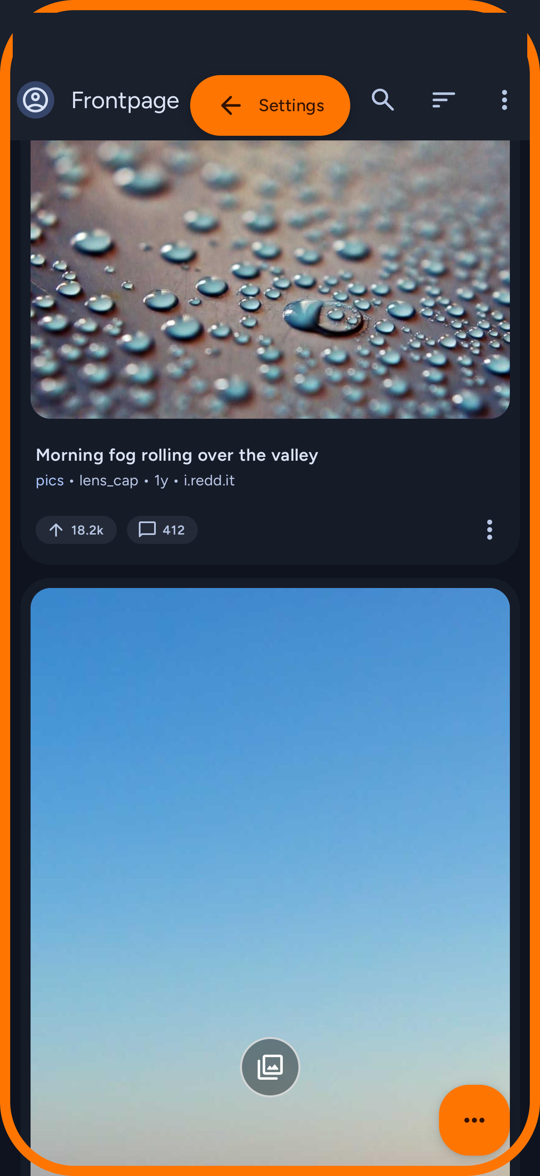 Frontpage
Settings
Morning fog rolling over the valley
pics • lens_cap • 1y • i.redd.it
18.2k
412